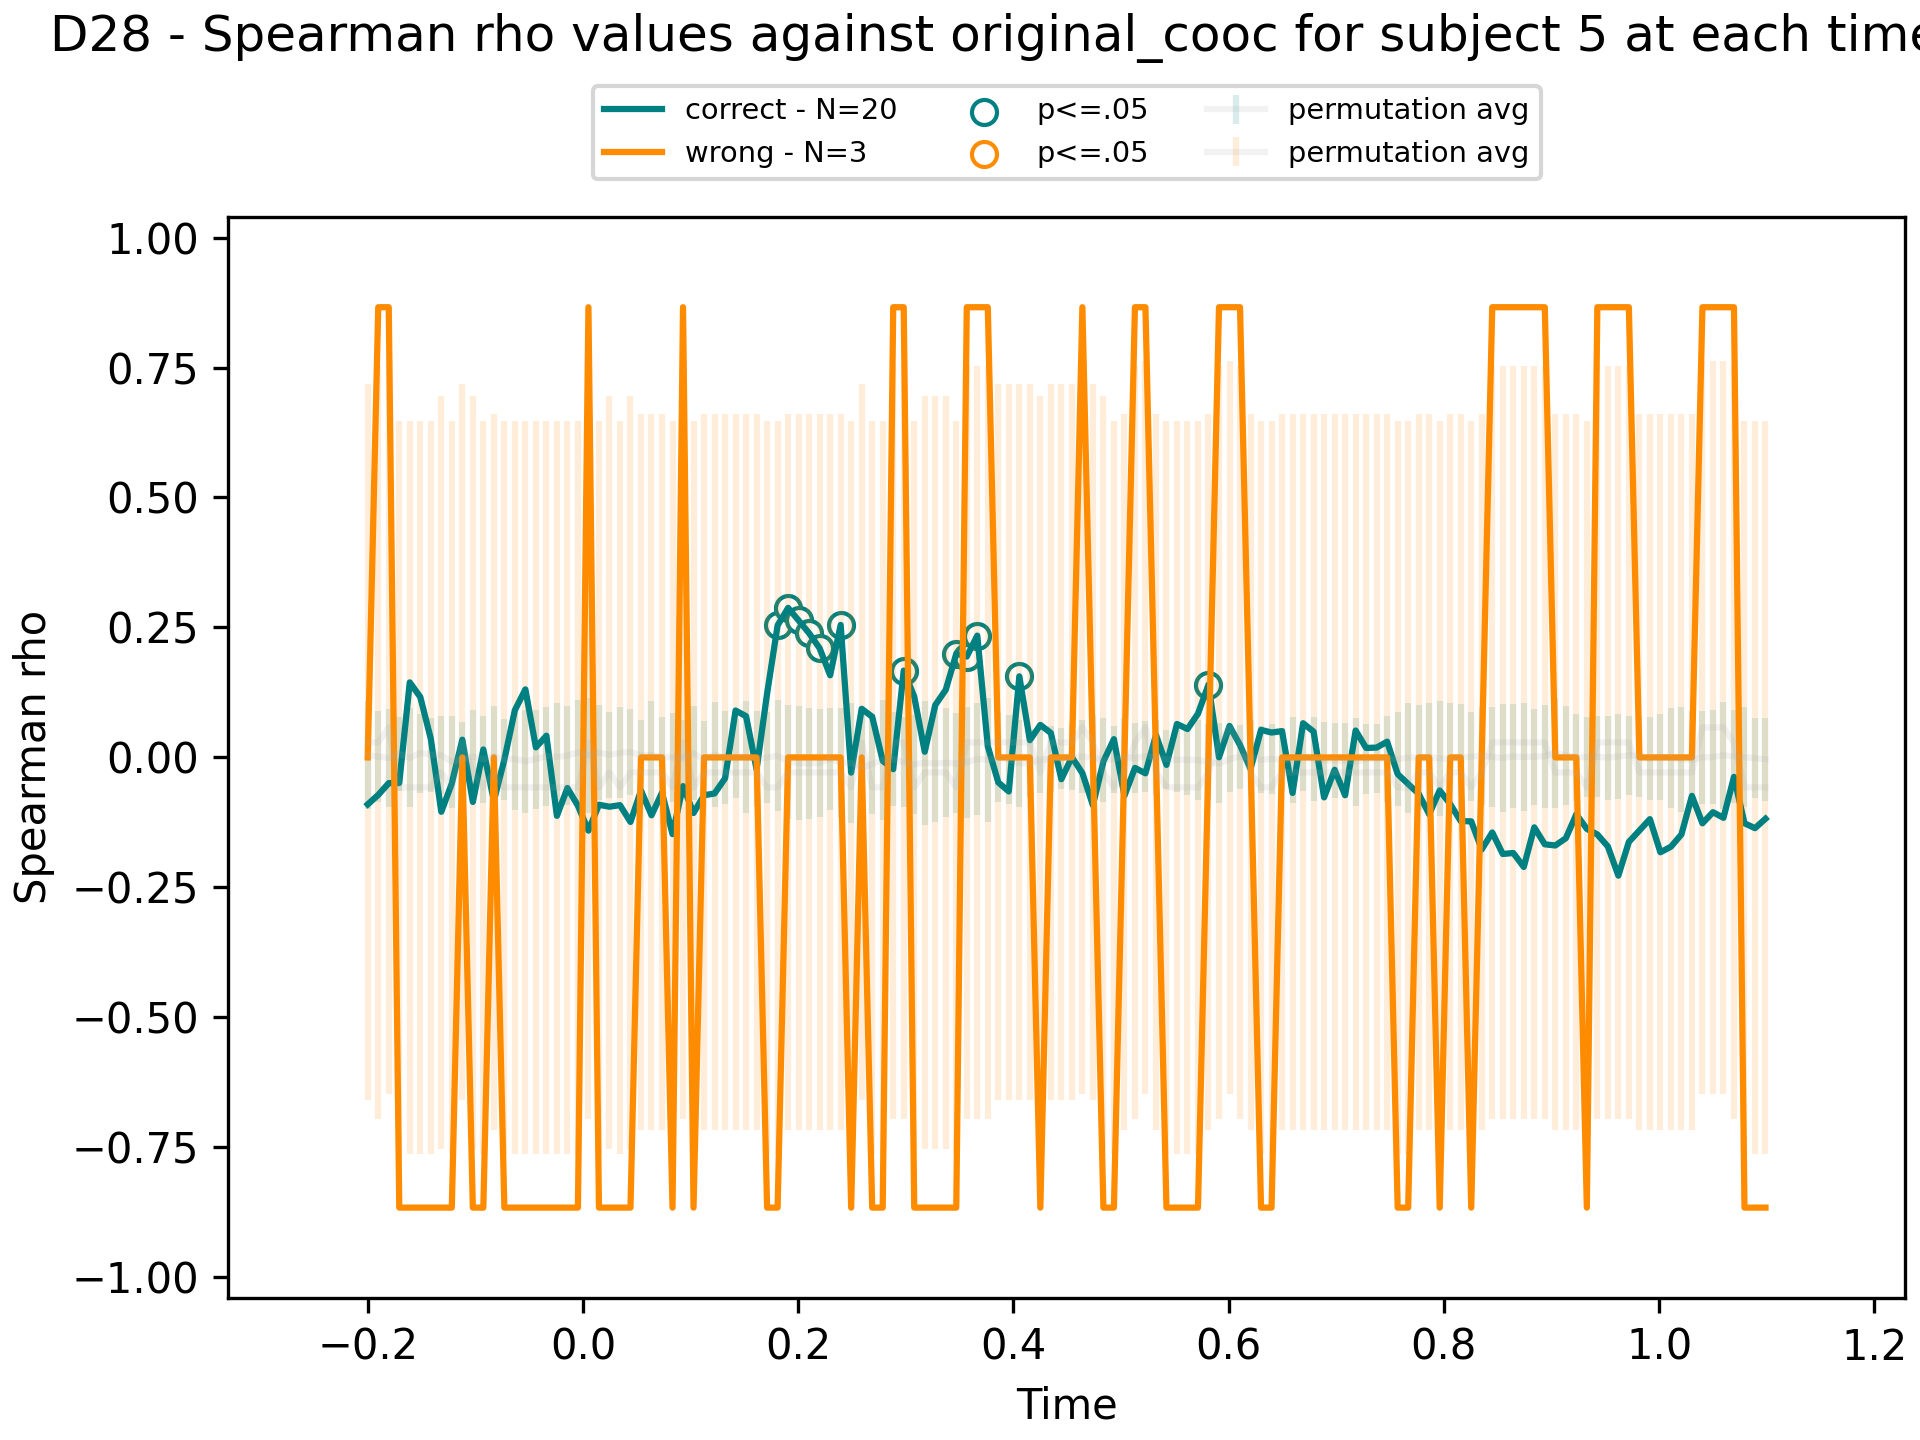 D28 - Spearman rho values against original_cooc for subject 5 at each time
correct - N=20 p<=.05 permutation avg
wrong - N=3 p<=.05 permutation avg
1.00
0.75
0.50
0.25
0.00
−0.25
−0.50
−0.75
−1.00
Spearman rho
−0.2 0.0 0.2 0.4 0.6 0.8 1.0 1.2
Time